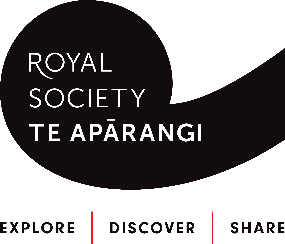 ROYAL
SOCIETY
TE APĀRANGI
EXPLORE | DISCOVER | SHARE